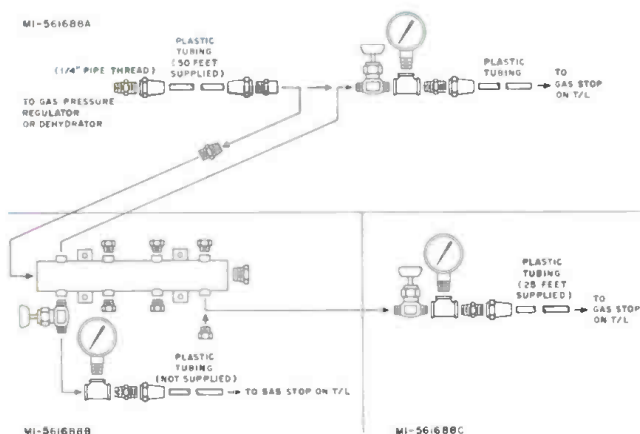 MI-561688A
PLASTIC
TUBING
(50 FEET
SUPPLIED)
(1/4" PIPE THREAD)
TO GAS PRESSURE
REGULATOR
OR DEHYDRATOR
PLASTIC
TUBING
TO
GAS STOP
ON T/L
PLASTIC
TUBING
(NOT SUPPLIED)
TO GAS STOP ON T/L
MI-561688B
PLASTIC
TUBING
(25 FEET
SUPPLIED)
TO
GAS STOP
ON T/L
MI-561688C